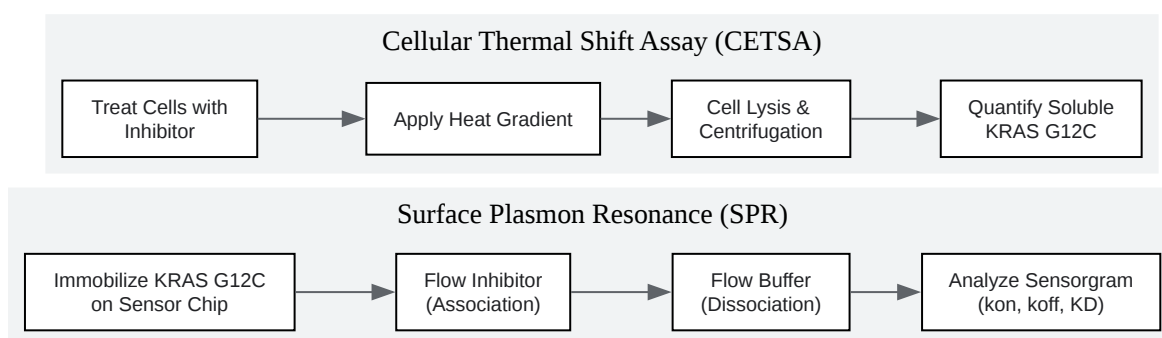 Cellular Thermal Shift Assay (CETSA)
Treat Cells with
Inhibitor
Apply Heat Gradient
Cell Lysis &
Centrifugation
Quantify Soluble
KRAS G12C
Surface Plasmon Resonance (SPR)
Immobilize KRAS G12C
on Sensor Chip
Flow Inhibitor
(Association)
Flow Buffer
(Dissociation)
Analyze Sensorgram
(kon, koff, KD)